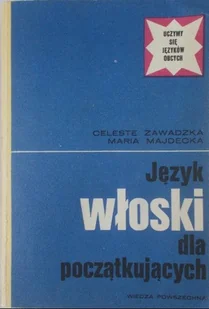 UCZYMY
SIĘ
JĘZYKÓW
OBCYCH
CELESTE ZAWADZKA
MARIA MAJDECKA
Język
włoski
dla
początkujących
WIEDZA POWSZECHNA